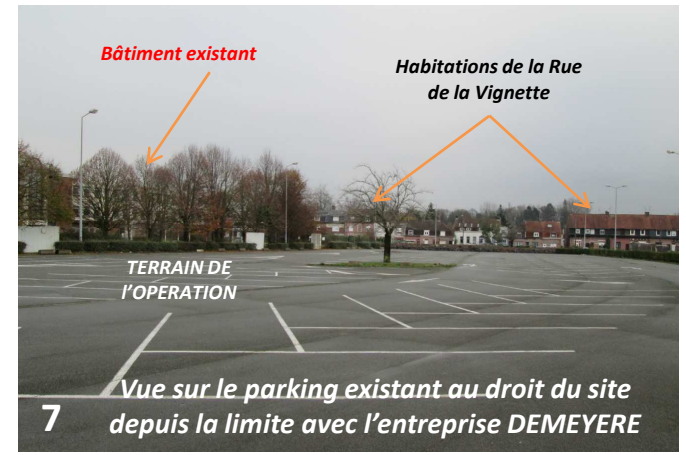 Bâtiment existant
Habitations de la Rue
de la Vignette
TERRAIN DE
l'OPERATION
Vue sur le parking existant au droit du site
7 depuis la limite avec l'entreprise DEMEYERE